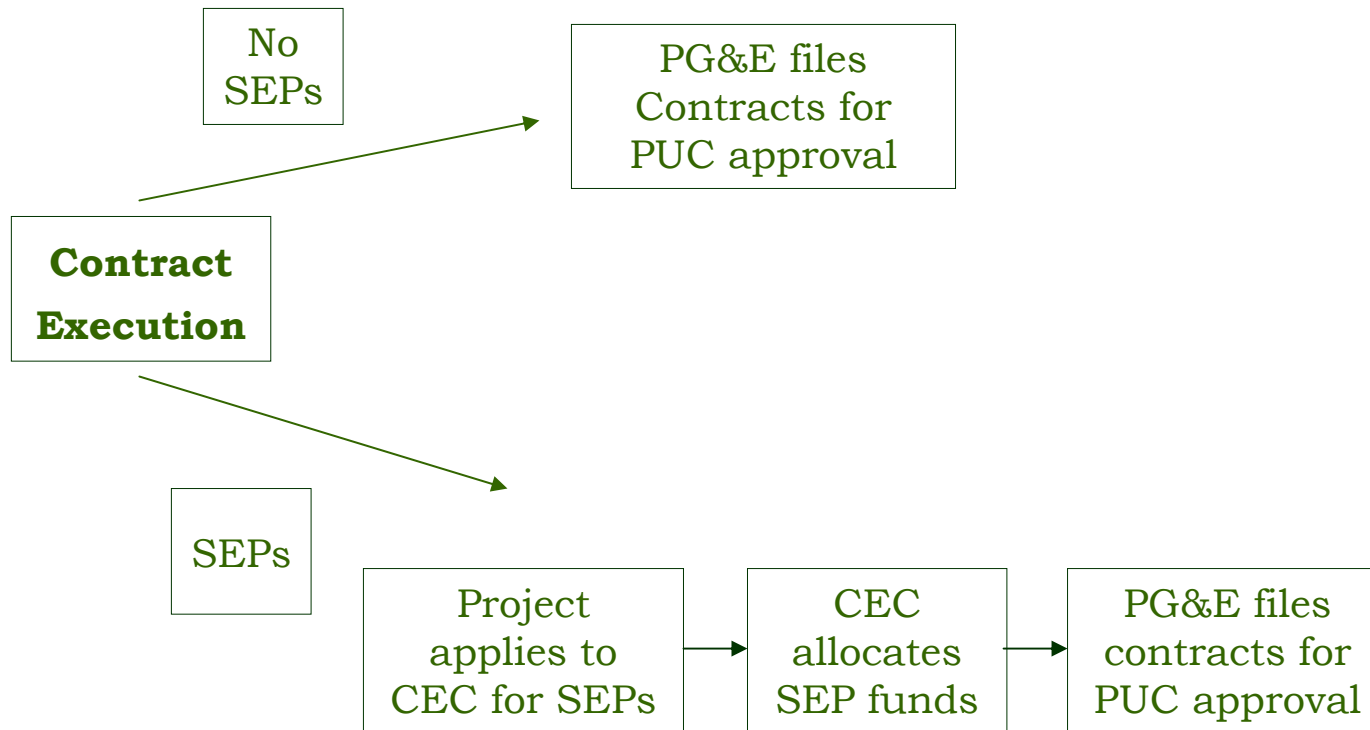 No
SEPs
PG&E files
Contracts for
PUC approval
Contract
Execution
SEPs
Project
applies to
CEC for SEPs
CEC
allocates
SEP funds
PG&E files
contracts for
PUC approval